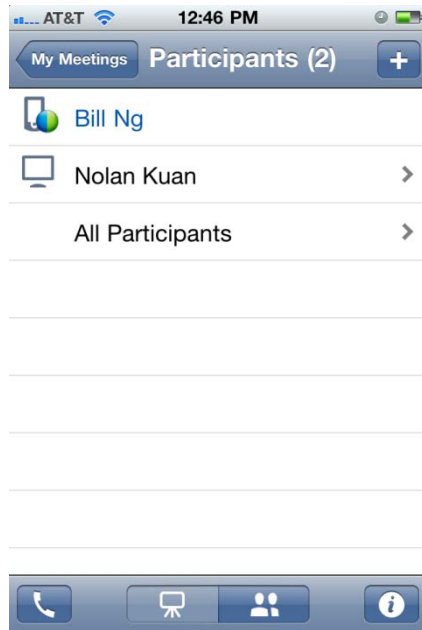 AT&T 12:46 PM
My Meetings Participants (2) +
Bill Ng
Nolan Kuan
All Participants